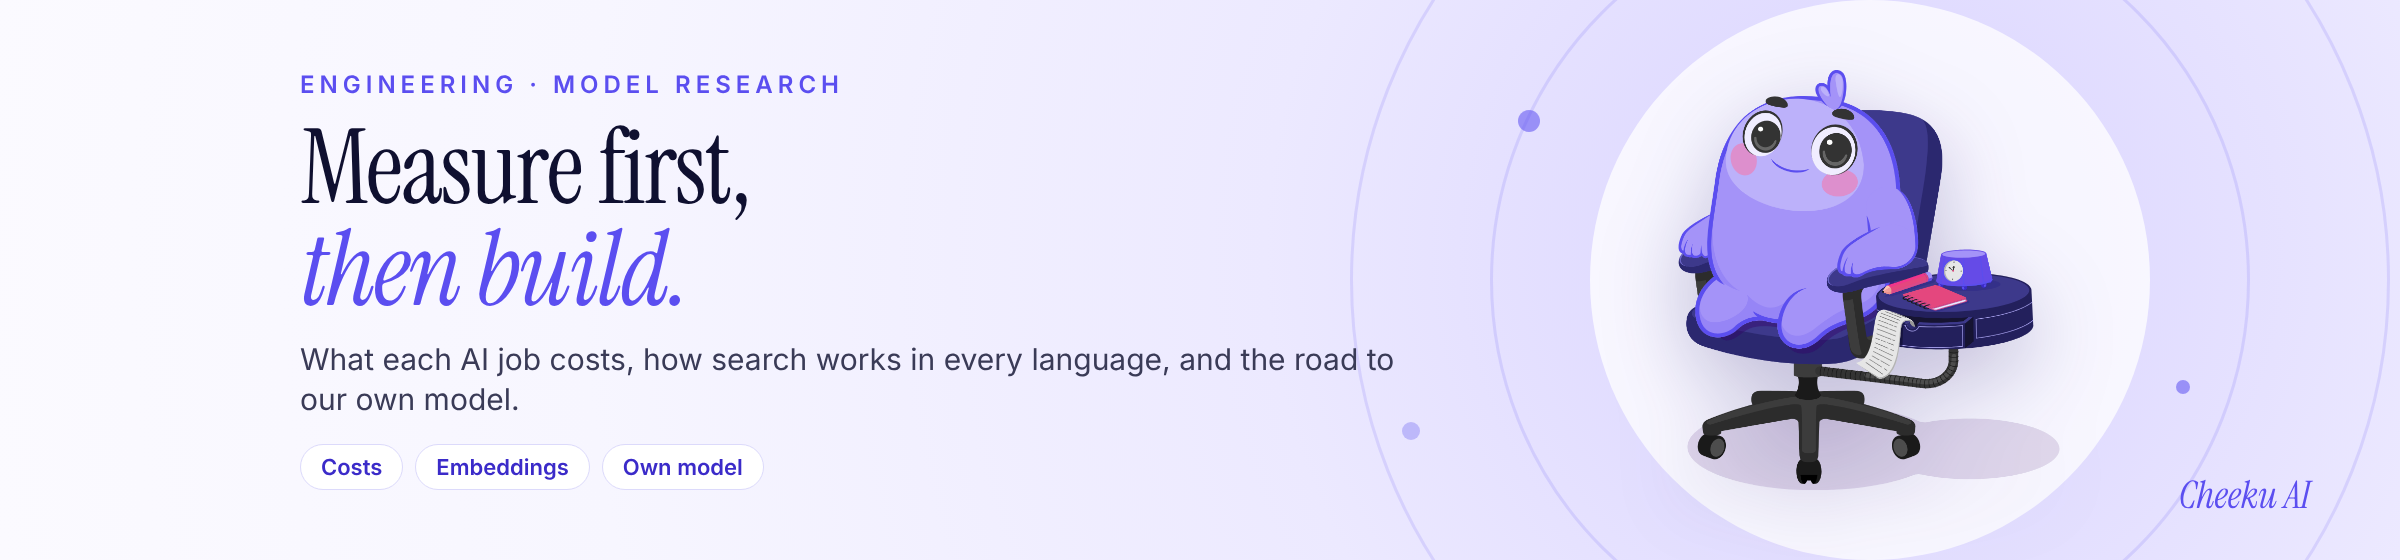 ENGINEERING · MODEL RESEARCH
Measure first,
then build.
What each AI job costs, how search works in every language, and the road to
our own model.
Costs
Embeddings
Own model
Cheeku AI